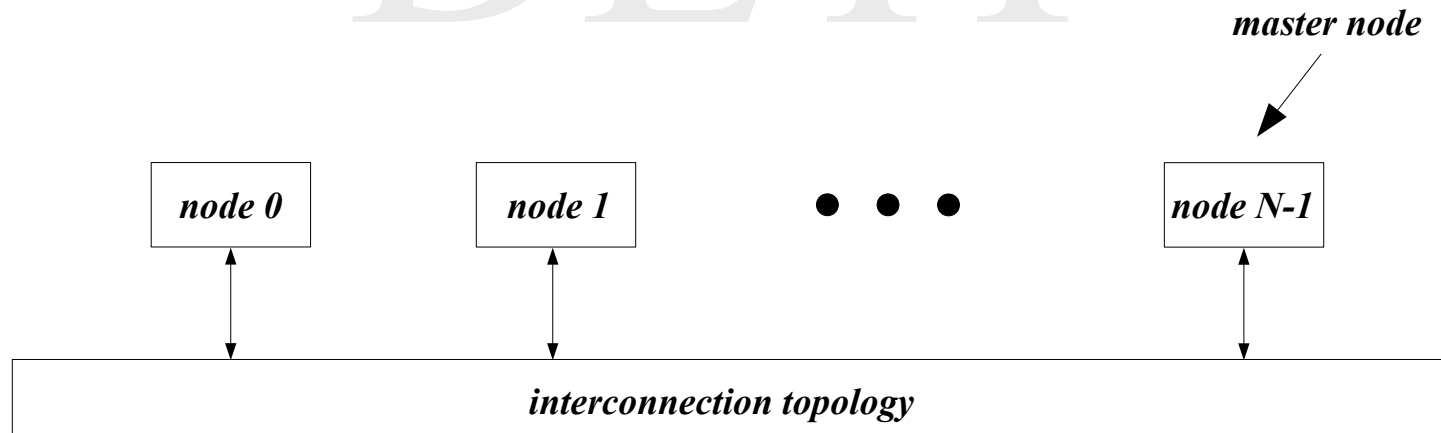 master node
node 0
node 1
node N-1
interconnection topology